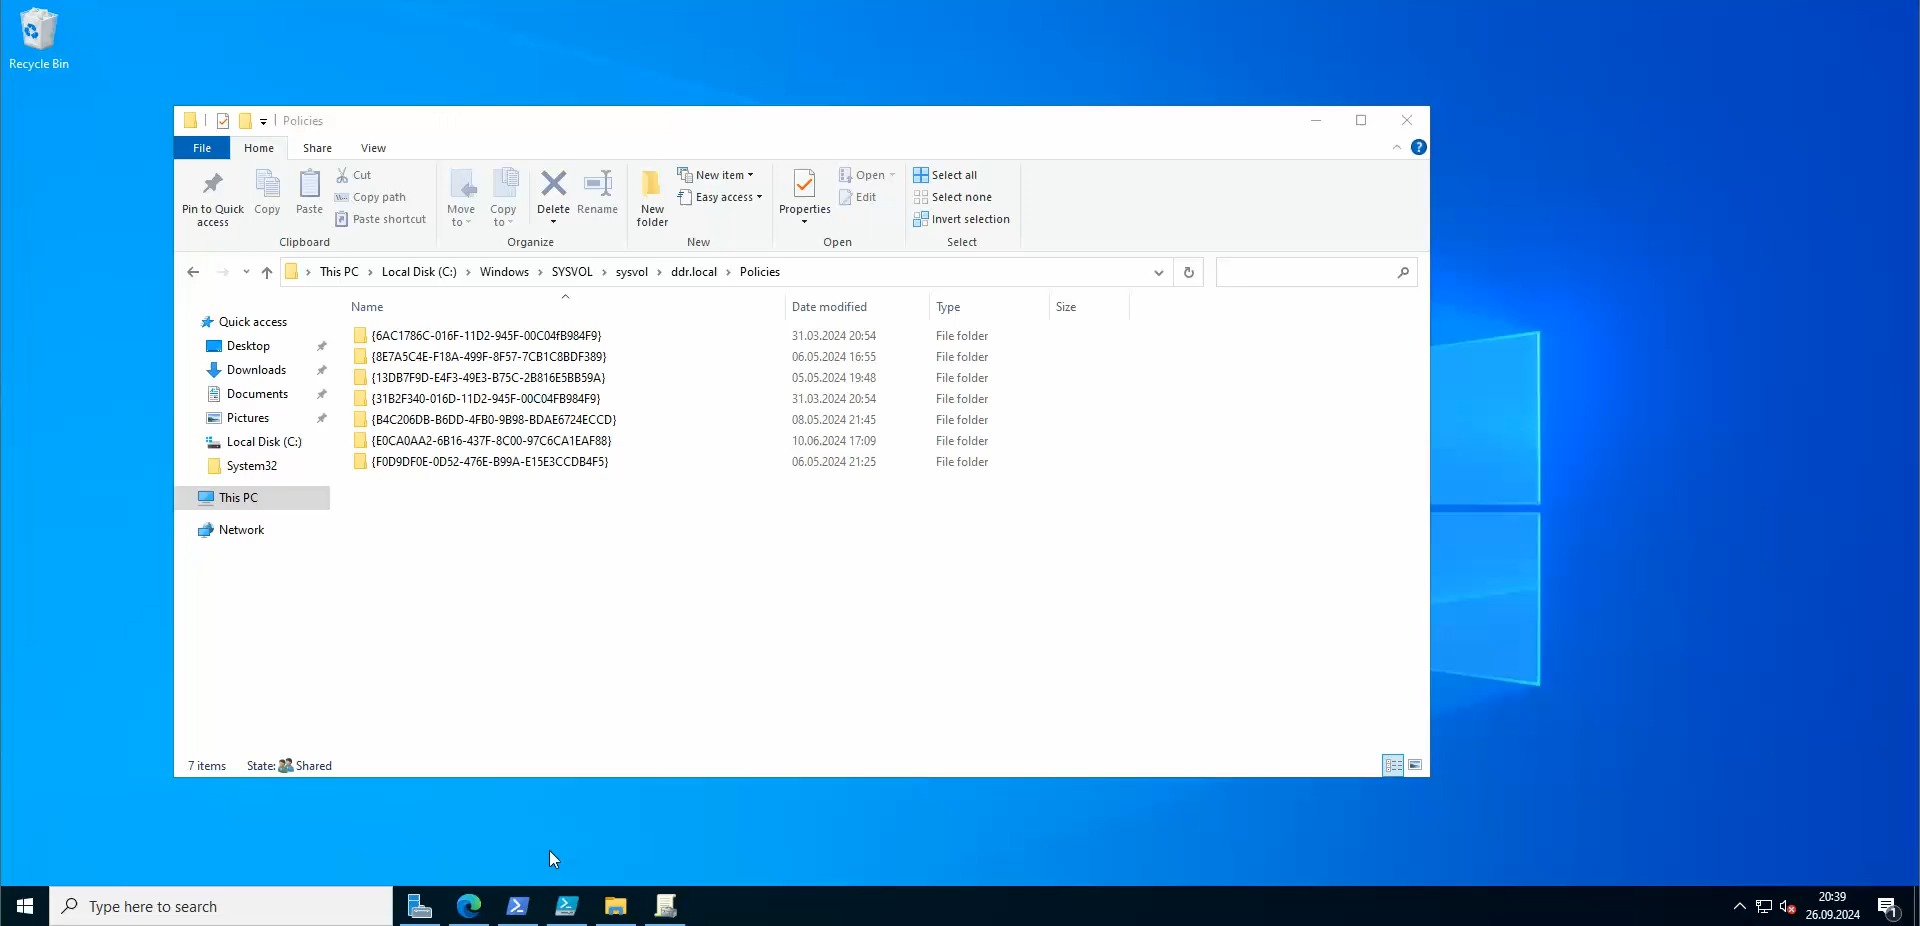 Recycle Bin
Policies
File Home Share View
Pin to Quick access
Copy
Paste
Cut
Copy path
Paste shortcut
Clipboard
Move to
Copy to
Delete
Rename
Organize
New folder
New item
Easy access
New
Properties
Open
Edit
Open
Select all
Select none
Invert selection
Select
This PC › Local Disk (C:) › Windows › SYSVOL › sysvol › ddr.local › Policies
Name Date modified Type Size
Quick access
Desktop
Downloads
Documents
Pictures
Local Disk (C:)
System32
This PC
Network
{6AC1786C-016F-11D2-945F-00C04fB984F9} 31.03.2024 20:54 File folder
{8E7A5C4E-F18A-499F-8F57-7CB1C8BDF389} 06.05.2024 16:55 File folder
{13DB7F9D-E4F3-49E3-B75C-2B816E5BB59A} 05.05.2024 19:48 File folder
{31B2F340-016D-11D2-945F-00C04FB984F9} 31.03.2024 20:54 File folder
{B4C206DB-B6DD-4FB0-9B98-BDAE6724ECCD} 08.05.2024 21:45 File folder
{E0CA0AA2-6B16-437F-8C00-97C6CA1EAF88} 10.06.2024 17:09 File folder
{F0D9DF0E-0D52-476E-B99A-E15E3CCDB4F5} 06.05.2024 21:25 File folder
7 items State: Shared
Type here to search
20:39
26.09.2024
1